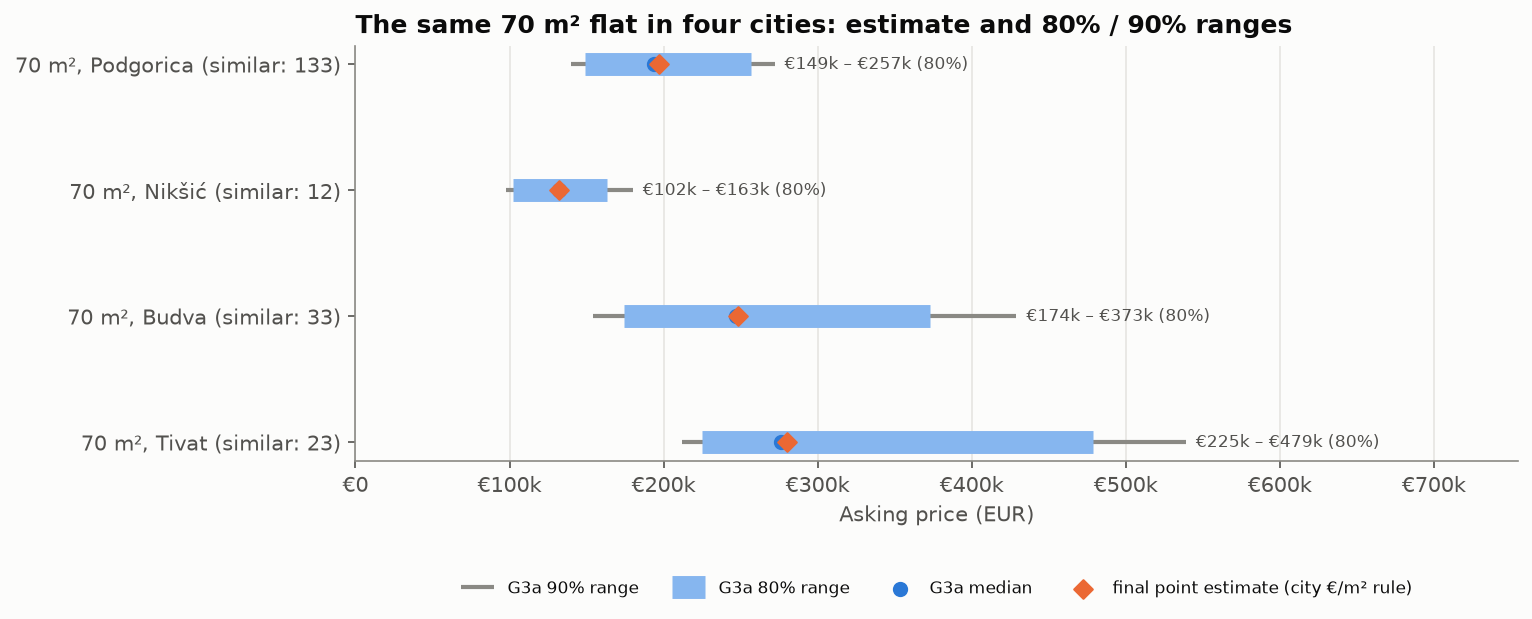 The same 70 m² flat in four cities: estimate and 80% / 90% ranges
70 m², Podgorica (similar: 133)
€149k – €257k (80%)
70 m², Nikšić (similar: 12)
€102k – €163k (80%)
70 m², Budva (similar: 33)
€174k – €373k (80%)
70 m², Tivat (similar: 23)
€225k – €479k (80%)
€0 €100k €200k €300k €400k €500k €600k €700k
Asking price (EUR)
G3a 90% range G3a 80% range G3a median final point estimate (city €/m² rule)